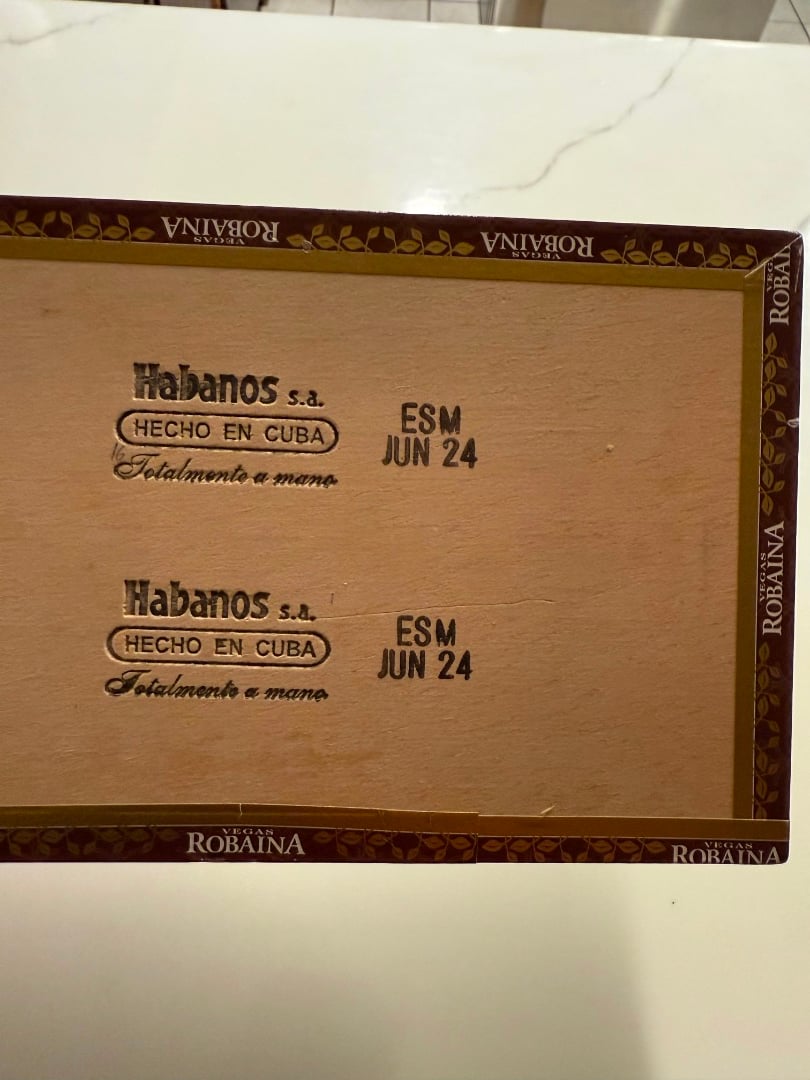 VEGAS
ROBAINA
VEGAS
ROBAINA
VEGAS
ROBAINA
Habanos s.a.
HECHO EN CUBA
Totalmente a mano
ESM
JUN 24
16
Habanos s.a.
HECHO EN CUBA
Totalmente a mano
ESM
JUN 24
VEGAS
ROBAINA
VEGAS
ROBAINA
VEGAS
ROBAINA